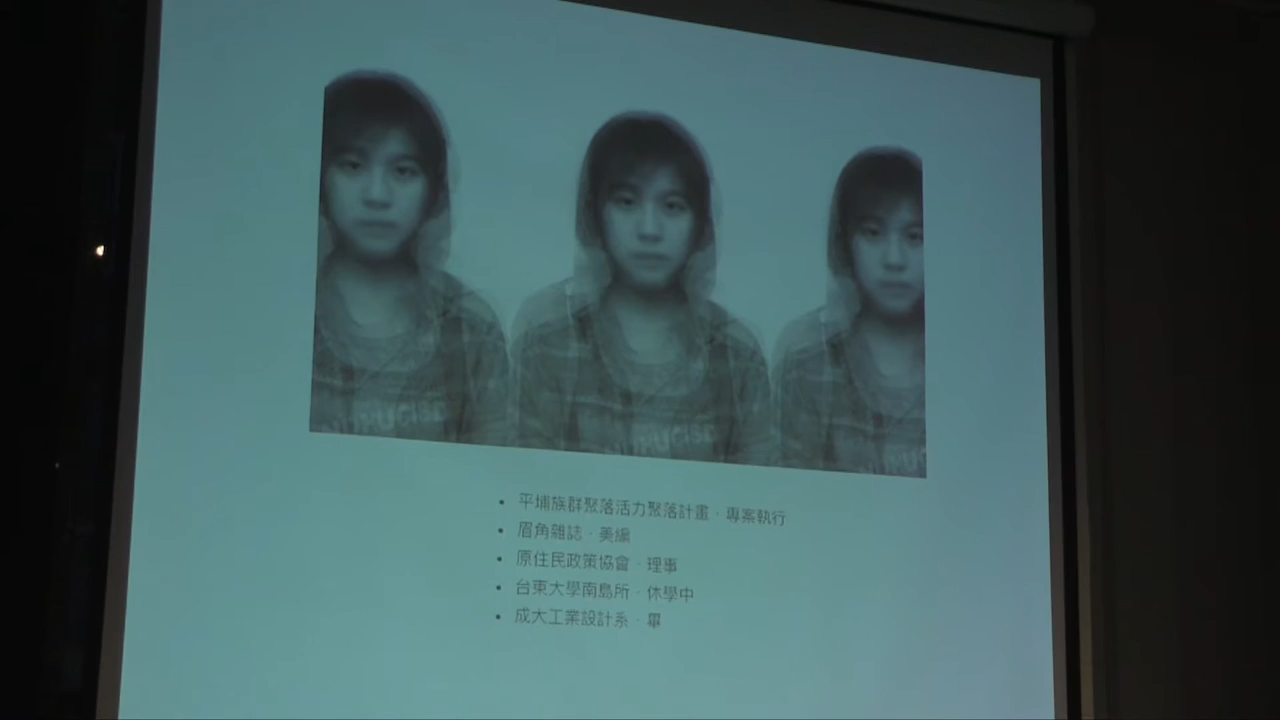 平埔族群聚落活力聚落計畫．專案執行
眉角雜誌．美編
原住民政策協會．理事
台東大學南島所．休學中
成大工業設計系．畢